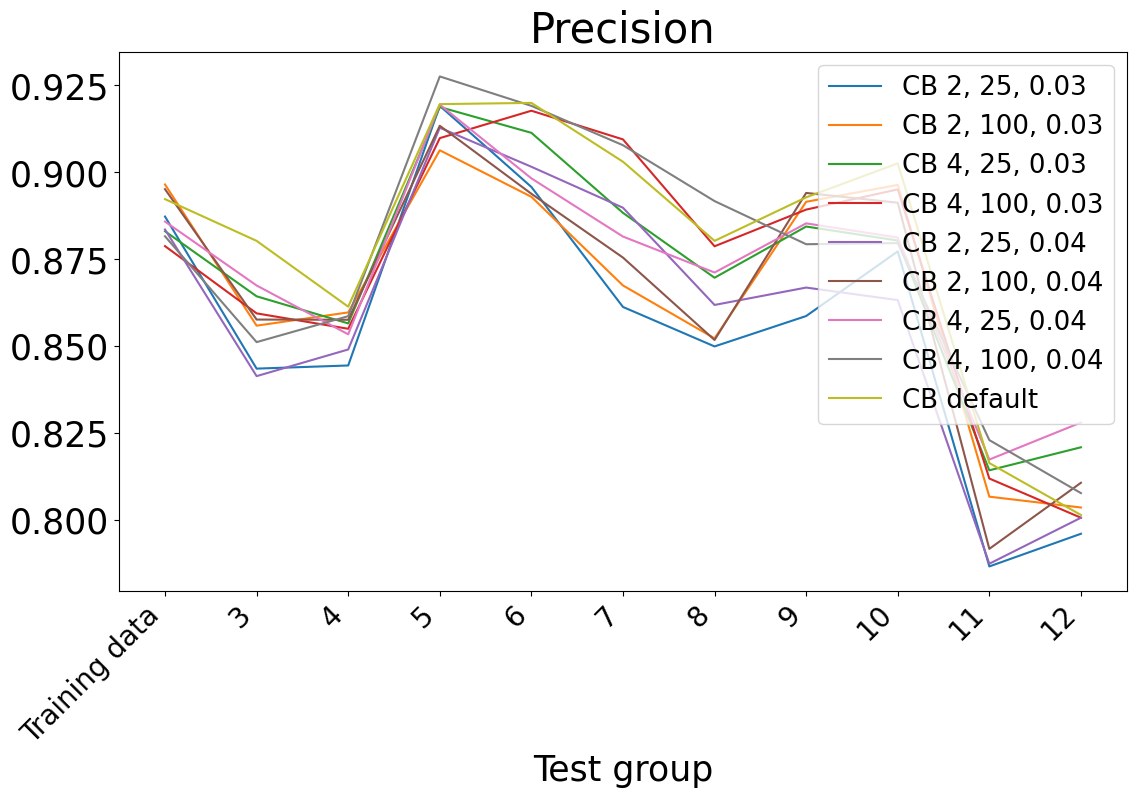 Precision
0.925
0.900
0.875
0.850
0.825
0.800
CB 2, 25, 0.03
CB 2, 100, 0.03
CB 4, 25, 0.03
CB 4, 100, 0.03
CB 2, 25, 0.04
CB 2, 100, 0.04
CB 4, 25, 0.04
CB 4, 100, 0.04
CB default
Training data
3
4
5
6
7
8
9
10
11
12
Test group